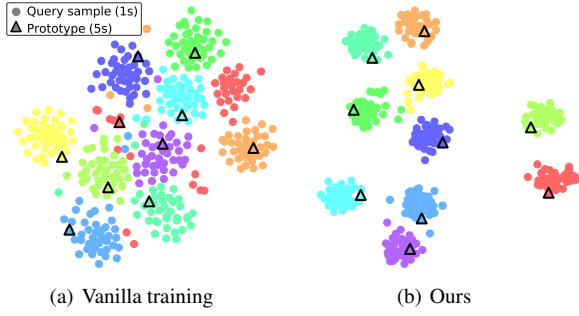 Query sample (1s)
Prototype (5s)
(a) Vanilla training
(b) Ours